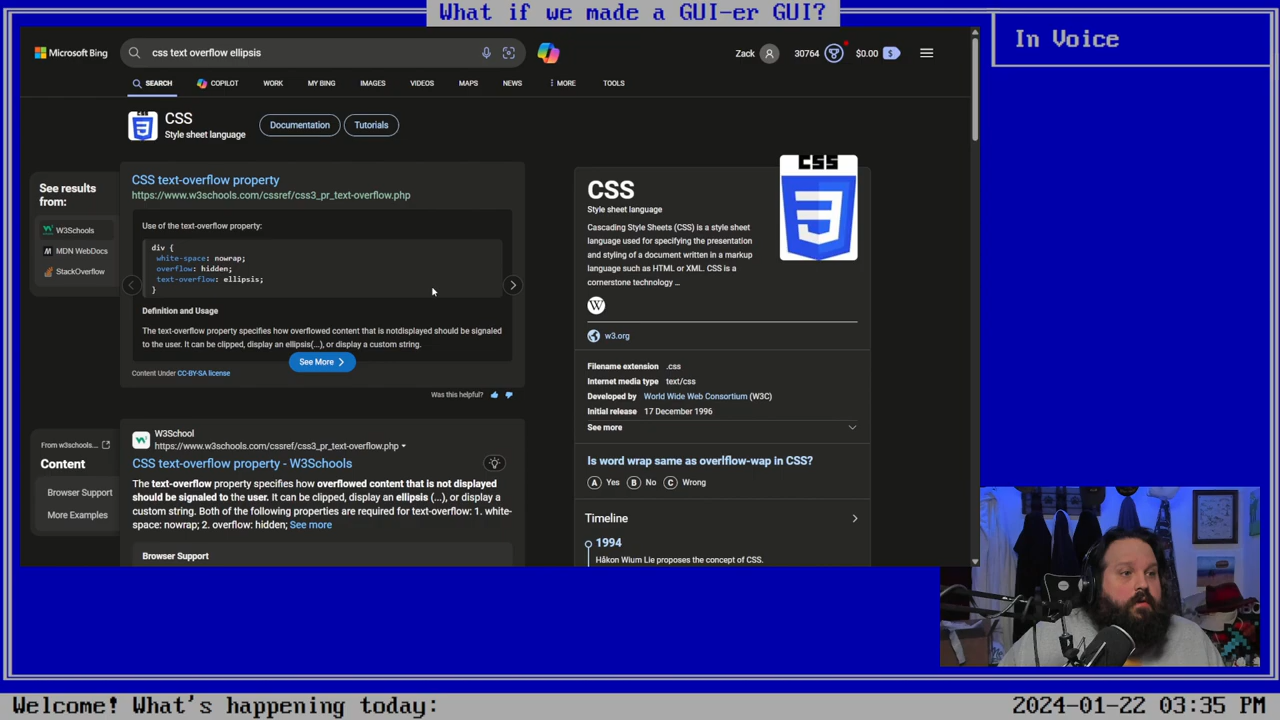 What if we made a GUI-er GUI?
In Voice
Microsoft Bing
css text overflow ellipsis
Zack
30764
$0.00
$
SEARCH
COPILOT
WORK
MY BING
IMAGES
VIDEOS
MAPS
NEWS
MORE
TOOLS
CSS
Style sheet language
Documentation
Tutorials
See results
from:
W3Schools
MDN WebDocs
StackOverflow
CSS text-overflow property
https://www.w3schools.com/cssref/css3_pr_text-overflow.php
Use of the text-overflow property:
div {
white-space: nowrap;
overflow: hidden;
text-overflow: ellipsis;
}
Definition and Usage
The text-overflow property specifies how overflowed content that is notdisplayed should be signaled
to the user. It can be clipped, display an ellipsis(...), or display a custom string.
See More
Content Under CC-BY-SA license
Was this helpful?
From w3schools...
Content
Browser Support
More Examples
W3School
https://www.w3schools.com/cssref/css3_pr_text-overflow.php
CSS text-overflow property - W3Schools
The text-overflow property specifies how overflowed content that is not displayed
should be signaled to the user. It can be clipped, display an ellipsis (...), or display a
custom string. Both of the following properties are required for text-overflow: 1. white-
space: nowrap; 2. overflow: hidden; See more
Browser Support
CSS
CSS
Style sheet language
Cascading Style Sheets (CSS) is a style sheet
language used for specifying the presentation
and styling of a document written in a markup
language such as HTML or XML. CSS is a
cornerstone technology …
W
w3.org
Filename extension .css
Internet media type text/css
Developed by World Wide Web Consortium (W3C)
Initial release 17 December 1996
See more
Is word wrap same as overlflow-wap in CSS?
A Yes B No C Wrong
Timeline
1994
Håkon Wium Lie proposes the concept of CSS.
Welcome! What's happening today:
2024-01-22 03:35 PM